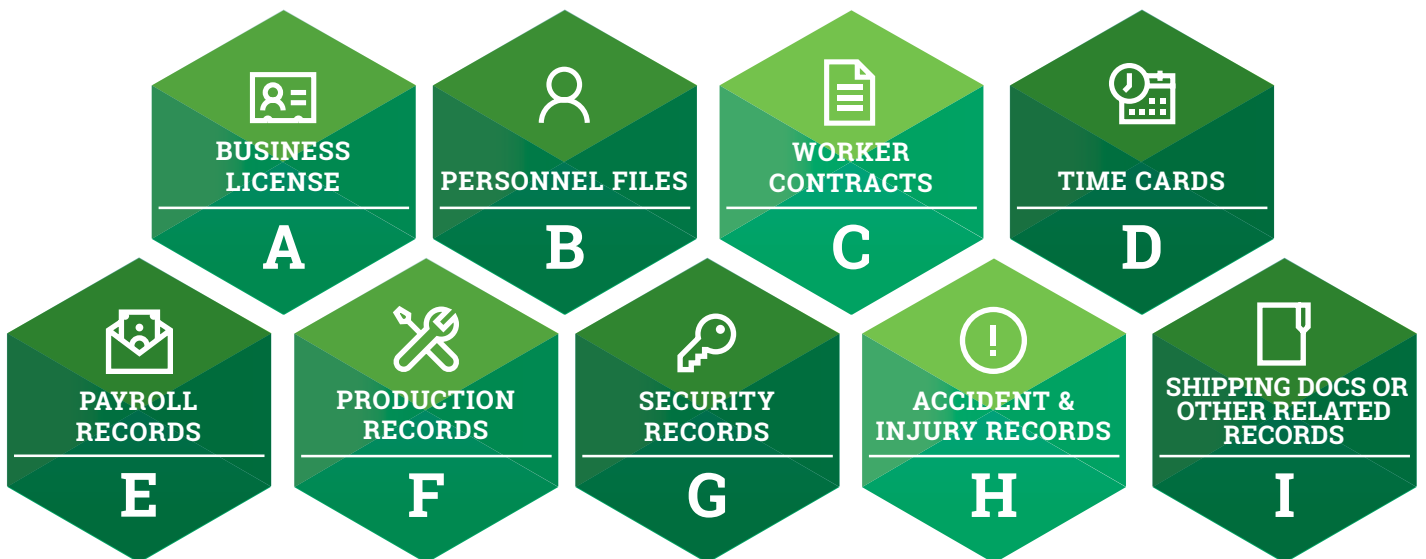 BUSINESS
LICENSE
A
PERSONNEL FILES
B
WORKER
CONTRACTS
C
TIME CARDS
D
PAYROLL
RECORDS
E
PRODUCTION
RECORDS
F
SECURITY
RECORDS
G
ACCIDENT &
INJURY RECORDS
H
SHIPPING DOCS OR
OTHER RELATED
RECORDS
I